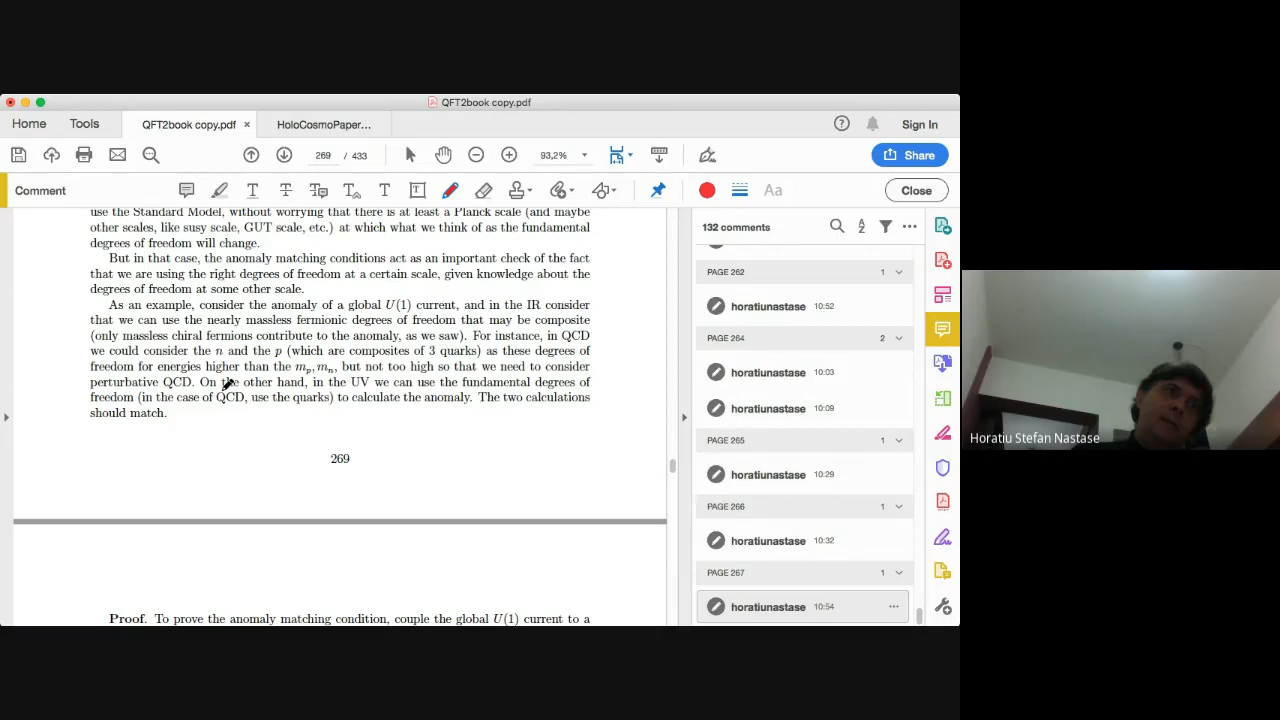 QFT2book copy.pdf
Home
Tools
QFT2book copy.pdf ×
HoloCosmoPaper...
Sign In
269 / 433
93,2%
Share
Comment
Aa
Close
use the Standard Model, without worrying that there is at least a Planck scale (and maybe
other scales, like susy scale, GUT scale, etc.) at which what we think of as the fundamental
degrees of freedom will change.
But in that case, the anomaly matching conditions act as an important check of the fact
that we are using the right degrees of freedom at a certain scale, given knowledge about the
degrees of freedom at some other scale.
As an example, consider the anomaly of a global U(1) current, and in the IR consider
that we can use the nearly massless fermionic degrees of freedom that may be composite
(only massless chiral fermions contribute to the anomaly, as we saw). For instance, in QCD
we could consider the n and the p (which are composites of 3 quarks) as these degrees of
freedom for energies higher than the mp, mn, but not too high so that we need to consider
perturbative QCD. On the other hand, in the UV we can use the fundamental degrees of
freedom (in the case of QCD, use the quarks) to calculate the anomaly. The two calculations
should match.
269
Proof. To prove the anomaly matching condition, couple the global U(1) current to a
132 comments
PAGE 262 1
horatiunastase 10:52
PAGE 264 2
horatiunastase 10:03
horatiunastase 10:09
PAGE 265 1
horatiunastase 10:29
PAGE 266 1
horatiunastase 10:32
PAGE 267 1
horatiunastase 10:54
Horatiu Stefan Nastase